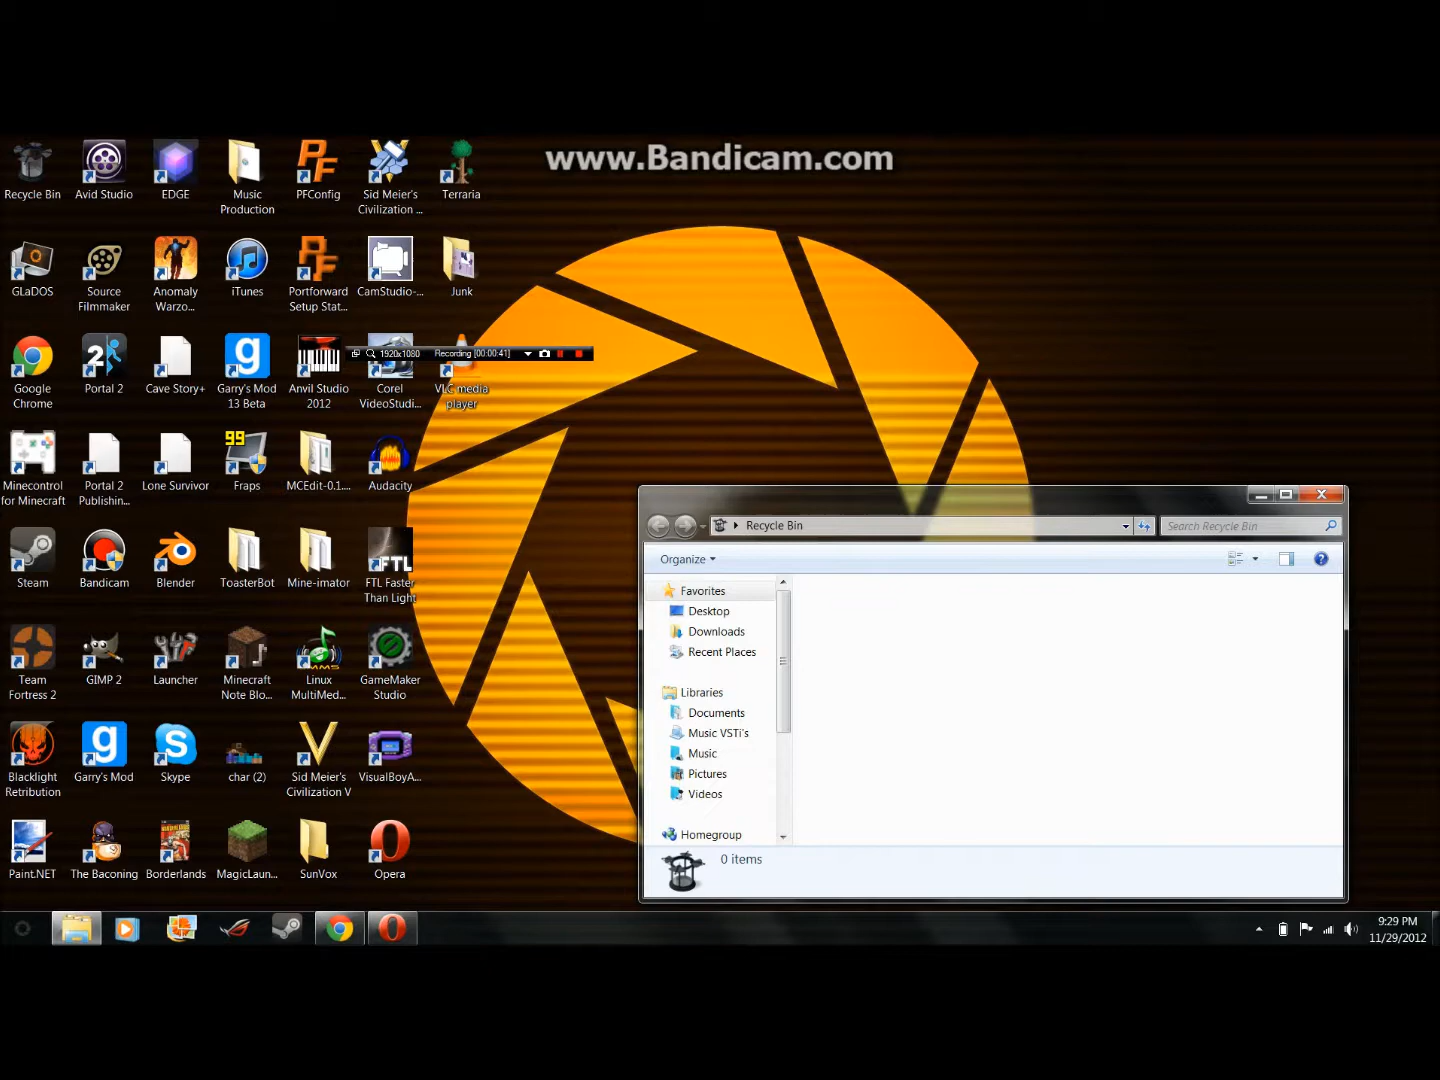 www.Bandicam.com
Recycle Bin
Avid Studio
EDGE
Music
Production
PFConfig
Sid Meier's
Civilization ...
Terraria
GLaDOS
Source
Filmmaker
Anomaly
Warzo...
iTunes
Portforward
Setup Stat...
CamStudio-...
Junk
1920x1080
Recording [00:00:41]
Google
Chrome
2
Portal 2
Cave Story+
g
Garry's Mod
13 Beta
Anvil Studio
2012
Corel
VideoStudi...
VLC media
player
Minecontrol
for Minecraft
Portal 2
Publishin...
Lone Survivor
99
Fraps
MCEdit-0.1....
Audacity
Steam
Bandicam
Blender
ToasterBot
Mine-imator
FTL
FTL Faster
Than Light
Team
Fortress 2
GIMP 2
Launcher
Minecraft
Note Blo...
Linux
MultiMed...
GameMaker
Studio
Blacklight
Retribution
g
Garry's Mod
Skype
char (2)
Sid Meier's
Civilization V
VisualBoyA...
Paint.NET
The Baconing
Borderlands
MagicLaun...
SunVox
Opera
Recycle Bin
Search Recycle Bin
Organize
Favorites
Desktop
Downloads
Recent Places
Libraries
Documents
Music VSTi's
Music
Pictures
Videos
Homegroup
0 items
9:29 PM
11/29/2012